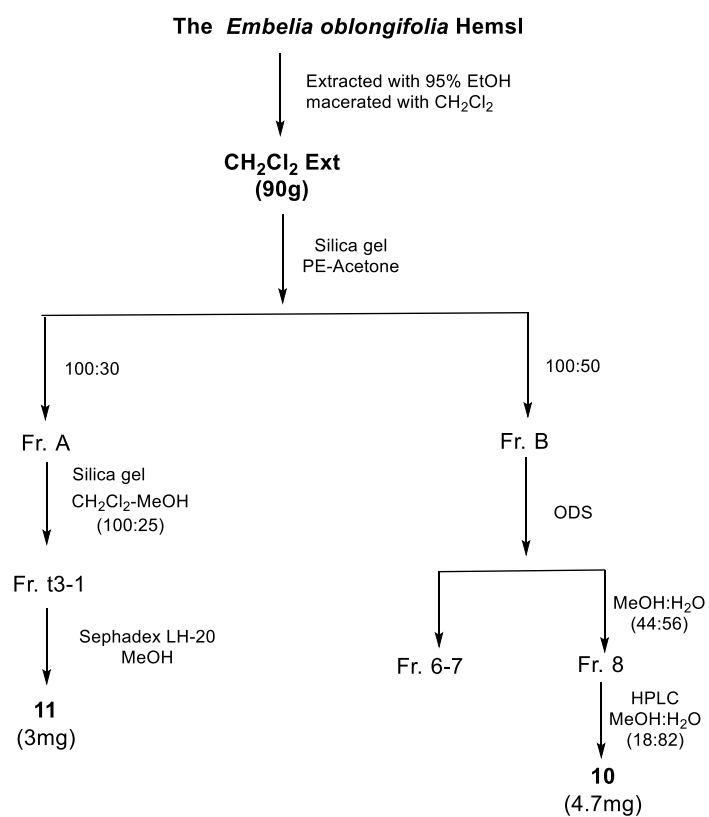 The Embelia oblongifolia Hemsl
Extracted with 95% EtOH
macerated with CH₂Cl₂
CH₂Cl₂ Ext
(90g)
Silica gel
PE-Acetone
100:30
100:50
Fr. A
Fr. B
Silica gel
CH₂Cl₂-MeOH
(100:25)
ODS
Fr. t3-1
MeOH:H₂O
(44:56)
Sephadex LH-20
MeOH
Fr. 6-7
Fr. 8
11
(3mg)
HPLC
MeOH:H₂O
(18:82)
10
(4.7mg)